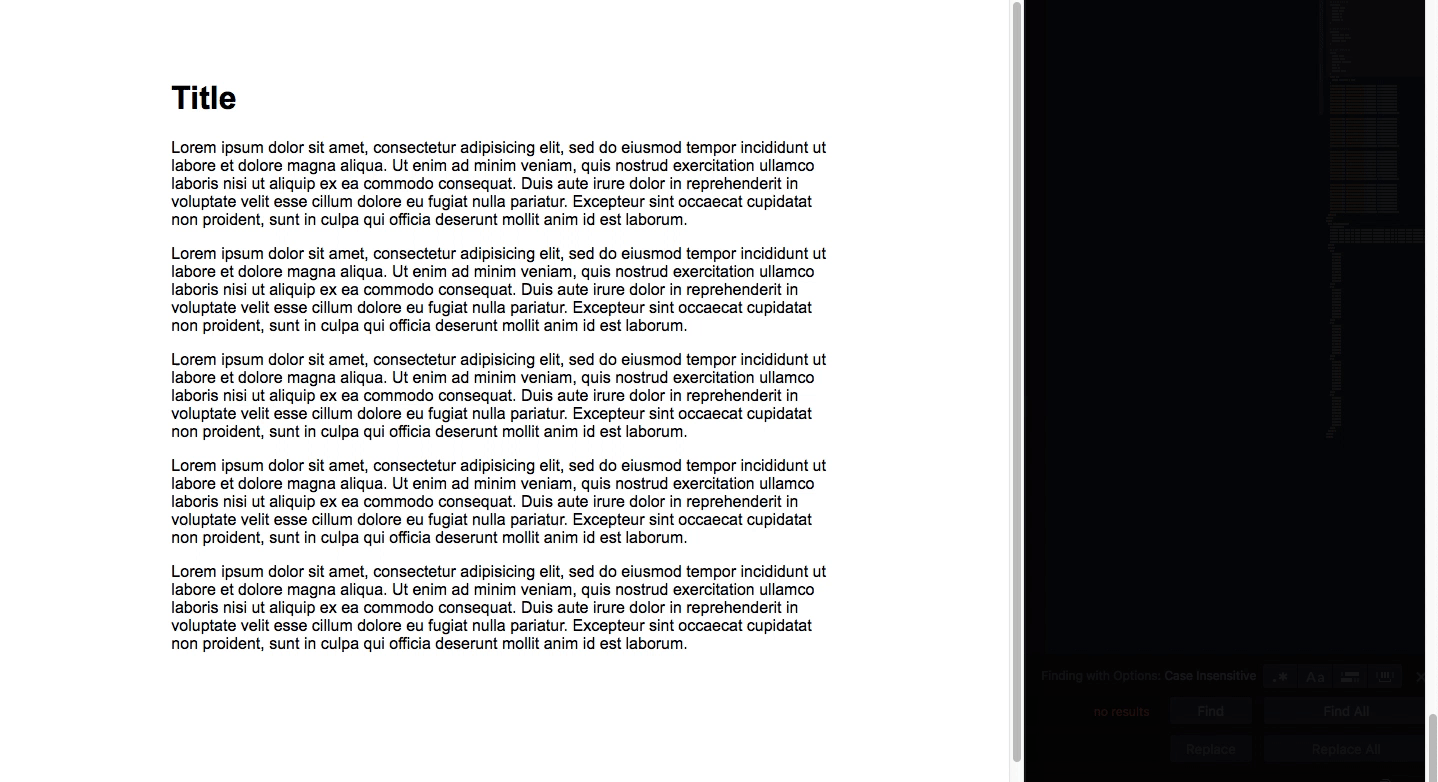 Title
Lorem ipsum dolor sit amet, consectetur adipisicing elit, sed do eiusmod tempor incididunt ut
labore et dolore magna aliqua. Ut enim ad minim veniam, quis nostrud exercitation ullamco
laboris nisi ut aliquip ex ea commodo consequat. Duis aute irure dolor in reprehenderit in
voluptate velit esse cillum dolore eu fugiat nulla pariatur. Excepteur sint occaecat cupidatat
non proident, sunt in culpa qui officia deserunt mollit anim id est laborum.
Lorem ipsum dolor sit amet, consectetur adipisicing elit, sed do eiusmod tempor incididunt ut
labore et dolore magna aliqua. Ut enim ad minim veniam, quis nostrud exercitation ullamco
laboris nisi ut aliquip ex ea commodo consequat. Duis aute irure dolor in reprehenderit in
voluptate velit esse cillum dolore eu fugiat nulla pariatur. Excepteur sint occaecat cupidatat
non proident, sunt in culpa qui officia deserunt mollit anim id est laborum.
Lorem ipsum dolor sit amet, consectetur adipisicing elit, sed do eiusmod tempor incididunt ut
labore et dolore magna aliqua. Ut enim ad minim veniam, quis nostrud exercitation ullamco
laboris nisi ut aliquip ex ea commodo consequat. Duis aute irure dolor in reprehenderit in
voluptate velit esse cillum dolore eu fugiat nulla pariatur. Excepteur sint occaecat cupidatat
non proident, sunt in culpa qui officia deserunt mollit anim id est laborum.
Lorem ipsum dolor sit amet, consectetur adipisicing elit, sed do eiusmod tempor incididunt ut
labore et dolore magna aliqua. Ut enim ad minim veniam, quis nostrud exercitation ullamco
laboris nisi ut aliquip ex ea commodo consequat. Duis aute irure dolor in reprehenderit in
voluptate velit esse cillum dolore eu fugiat nulla pariatur. Excepteur sint occaecat cupidatat
non proident, sunt in culpa qui officia deserunt mollit anim id est laborum.
Lorem ipsum dolor sit amet, consectetur adipisicing elit, sed do eiusmod tempor incididunt ut
labore et dolore magna aliqua. Ut enim ad minim veniam, quis nostrud exercitation ullamco
laboris nisi ut aliquip ex ea commodo consequat. Duis aute irure dolor in reprehenderit in
voluptate velit esse cillum dolore eu fugiat nulla pariatur. Excepteur sint occaecat cupidatat
non proident, sunt in culpa qui officia deserunt mollit anim id est laborum.
Finding with Options: Case Insensitive .* Aa
no results Find Find All
Replace Replace All